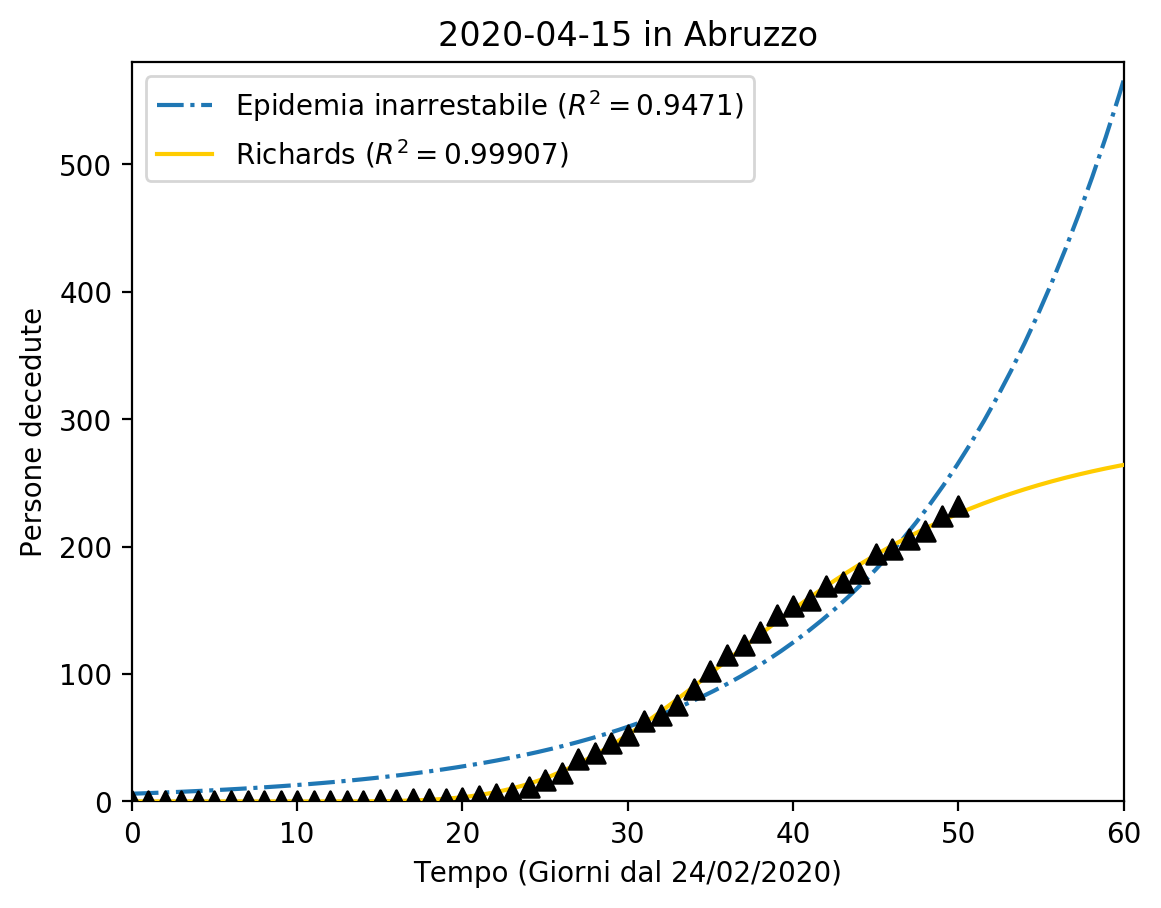 2020-04-15 in Abruzzo
Epidemia inarrestabile (R² = 0.9471)
Richards (R² = 0.99907)
Persone decedute
500
400
300
200
100
0
0 10 20 30 40 50 60
Tempo (Giorni dal 24/02/2020)